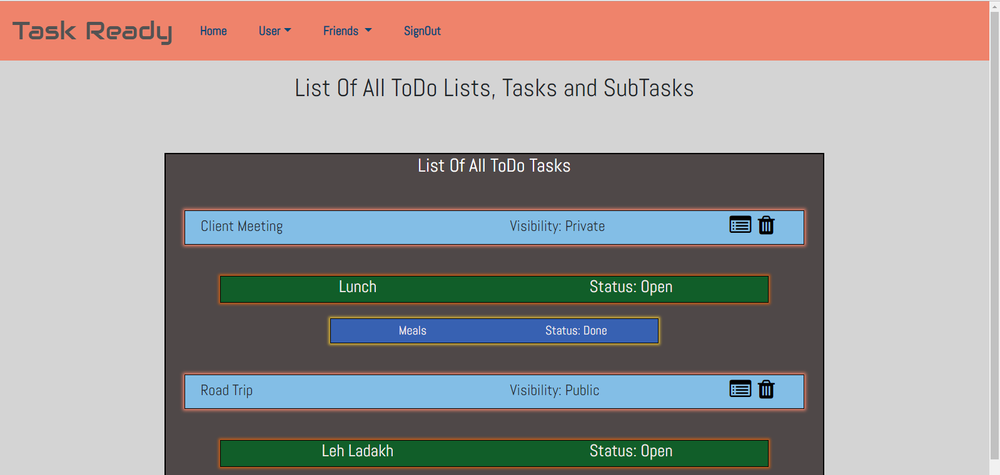 Task Ready Home User Friends SignOut
List Of All ToDo Lists, Tasks and SubTasks
List Of All ToDo Tasks
Client Meeting Visibility: Private
Lunch Status: Open
Meals Status: Done
Road Trip Visibility: Public
Leh Ladakh Status: Open